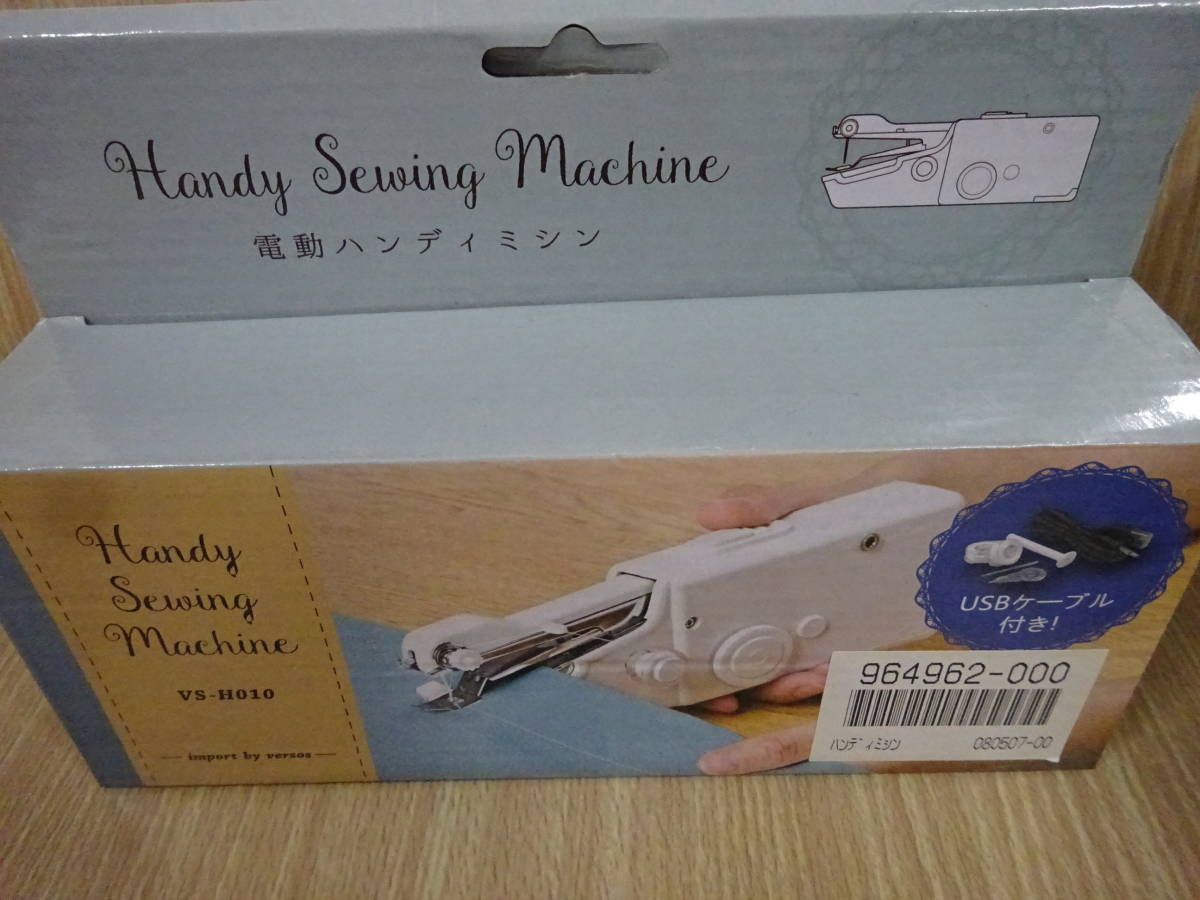 Handy Sewing Machine
電動ハンディミシン
Handy
Sewing
Machine
VS-H010
import by versos
USBケーブル
付き!
964962-000
ハンディミシン 080507-00